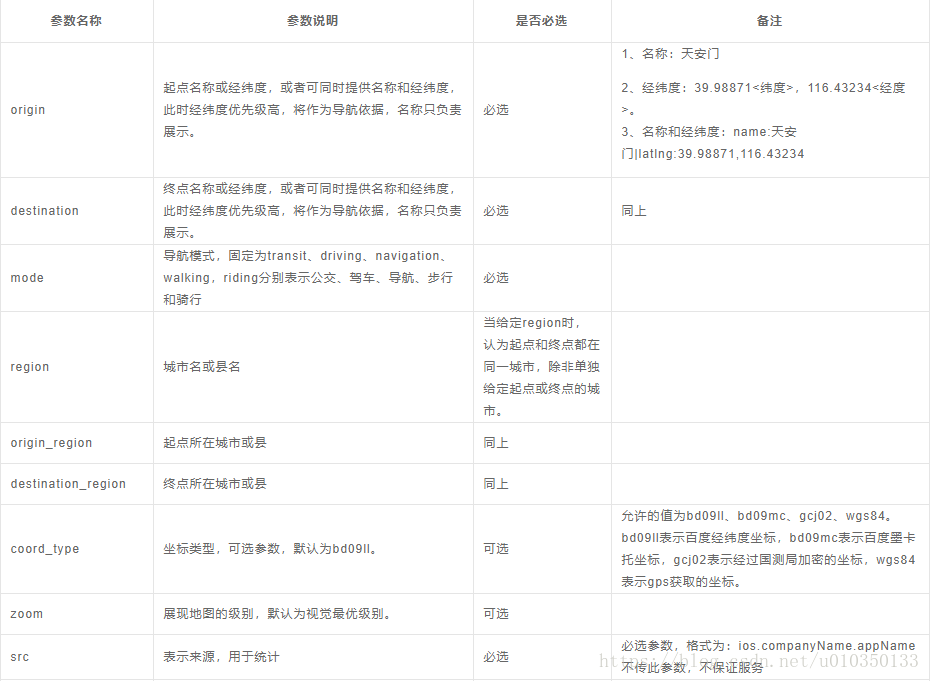 参数名称 参数说明 是否必选 备注
origin
起点名称或经纬度，或者可同时提供名称和经纬度，
此时经纬度优先级高，将作为导航依据，名称只负责
展示。
必选
1、名称：天安门
2、经纬度：39.98871<纬度>，116.43234<经度
>。
3、名称和经纬度：name:天安
门|latlng:39.98871,116.43234
destination
终点名称或经纬度，或者可同时提供名称和经纬度，
此时经纬度优先级高，将作为导航依据，名称只负责
展示。
必选
同上
mode
导航模式，固定为transit、driving、navigation、
walking，riding分别表示公交、驾车、导航、步行
和骑行
必选
region
城市名或县名
当给定region时，
认为起点和终点都在
同一城市，除非单独
给定起点或终点的城
市。
origin_region
起点所在城市或县
同上
destination_region
终点所在城市或县
同上
coord_type
坐标类型，可选参数，默认为bd09ll。
可选
允许的值为bd09ll、bd09mc、gcj02、wgs84。
bd09ll表示百度经纬度坐标，bd09mc表示百度墨卡
托坐标，gcj02表示经过国测局加密的坐标，wgs84
表示gps获取的坐标。
zoom
展现地图的级别，默认为视觉最优级别。
可选
src
表示来源，用于统计
必选
必选参数，格式为：ios.companyName.appName
不传此参数，不保证服务
https://blog.csdn.net/u010350133